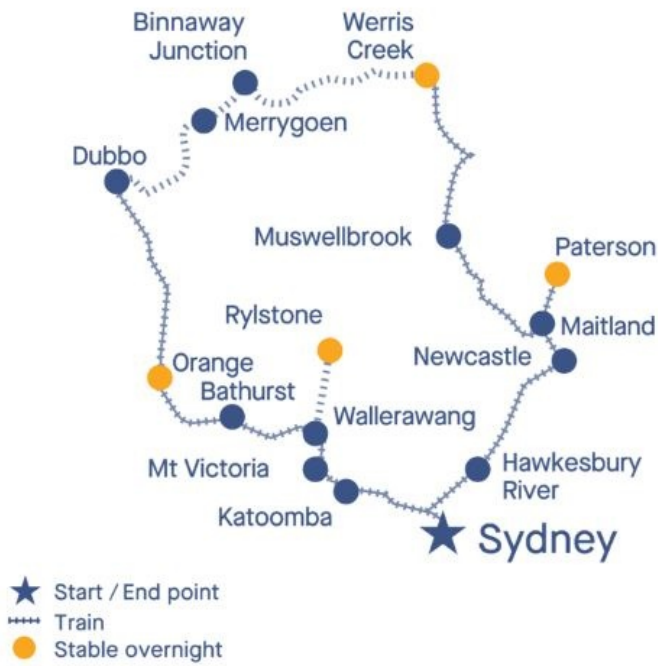 Binnaway
Junction
Werris
Creek
Merrygoen
Dubbo
Muswellbrook
Paterson
Rylstone
Maitland
Newcastle
Orange
Bathurst
Wallerawang
Mt Victoria
Hawkesbury
River
Katoomba
Sydney
Start / End point
Train
Stable overnight